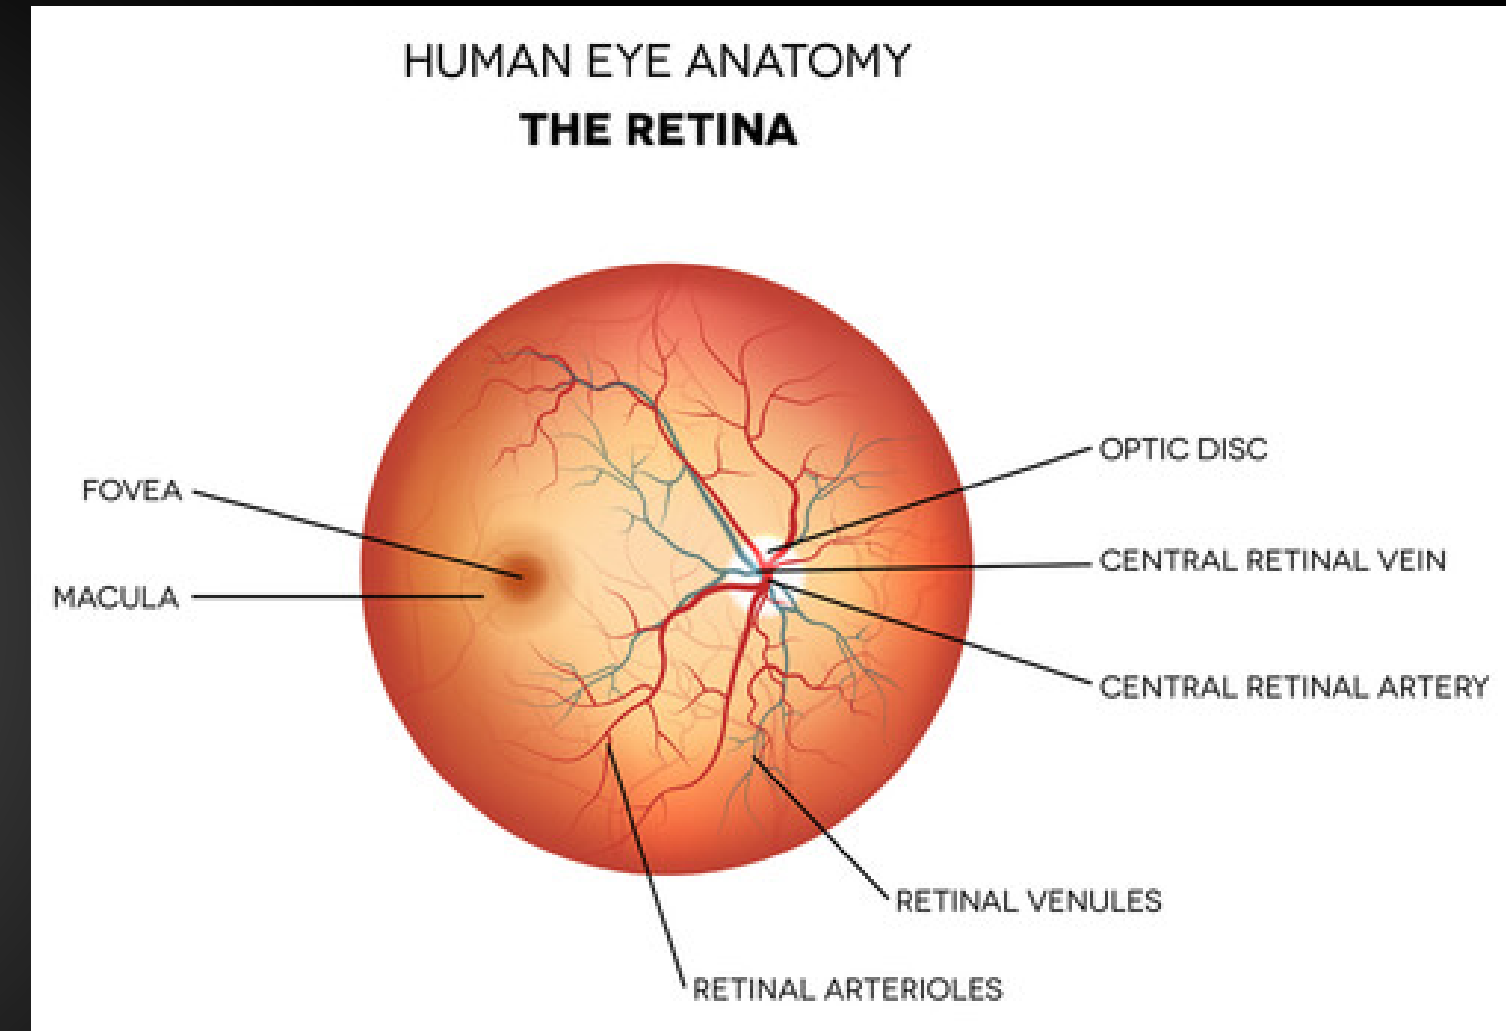 HUMAN EYE ANATOMY
THE RETINA
OPTIC DISC
FOVEA
CENTRAL RETINAL VEIN
MACULA
CENTRAL RETINAL ARTERY
RETINAL VENULES
RETINAL ARTERIOLES